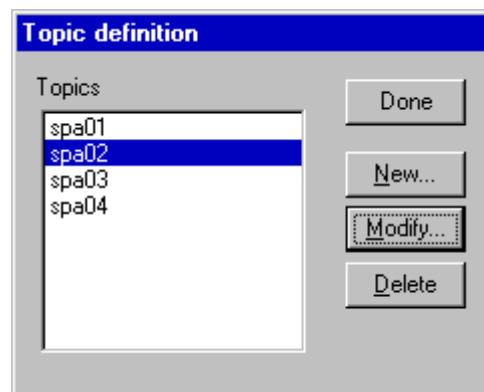 Topic definition
Topics
spa01
spa02
spa03
spa04
Done
New...
Modify...
Delete